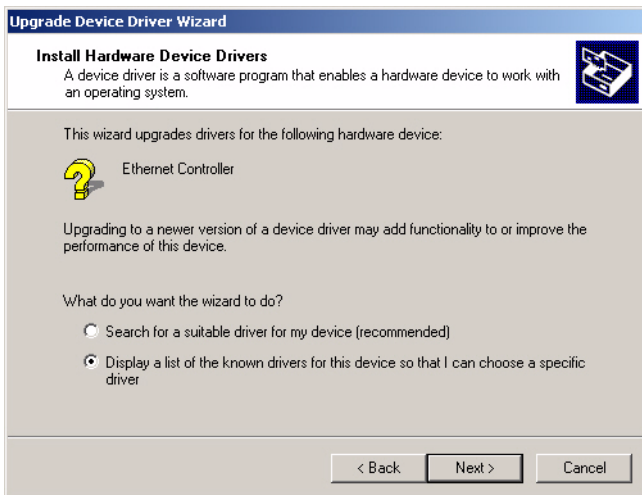 Upgrade Device Driver Wizard
Install Hardware Device Drivers
A device driver is a software program that enables a hardware device to work with
an operating system.
This wizard upgrades drivers for the following hardware device:
Ethernet Controller
Upgrading to a newer version of a device driver may add functionality to or improve the
performance of this device.
What do you want the wizard to do?
Search for a suitable driver for my device (recommended)
Display a list of the known drivers for this device so that I can choose a specific
driver
< Back
Next >
Cancel